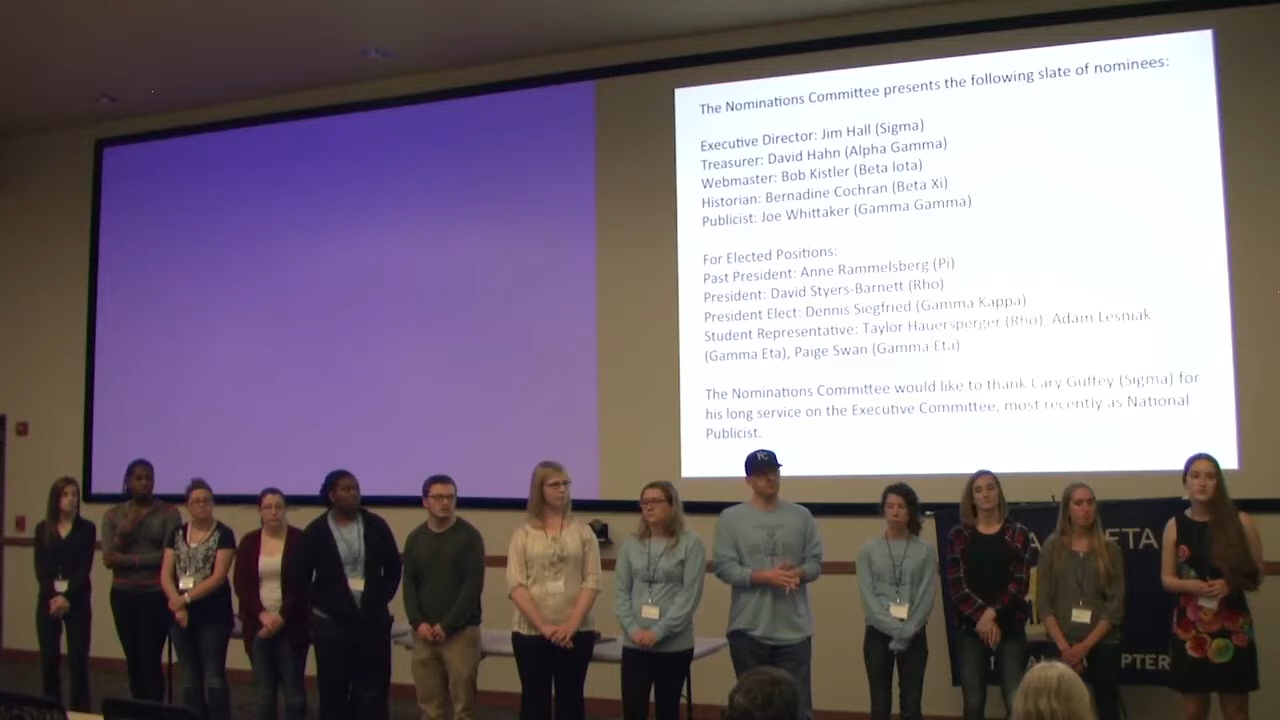 The Nominations Committee presents the following slate of nominees:
Executive Director: Jim Hall (Sigma)
Treasurer: David Hahn (Alpha Gamma)
Webmaster: Bob Kistler (Beta Iota)
Historian: Bernadine Cochran (Beta Xi)
Publicist: Joe Whittaker (Gamma Gamma)
For Elected Positions:
Past President: Anne Rammelsberg (Pi)
President: David Styers-Barnett (Rho)
President Elect: Dennis Siegfried (Gamma Kappa)
Student Representative: Taylor Hauersperger (Rho), Adam Lesniak
(Gamma Eta), Paige Swan (Gamma Eta)
The Nominations Committee would like to thank Cary Guffey (Sigma) for
his long service on the Executive Committee, most recently as National
Publicist.
KC